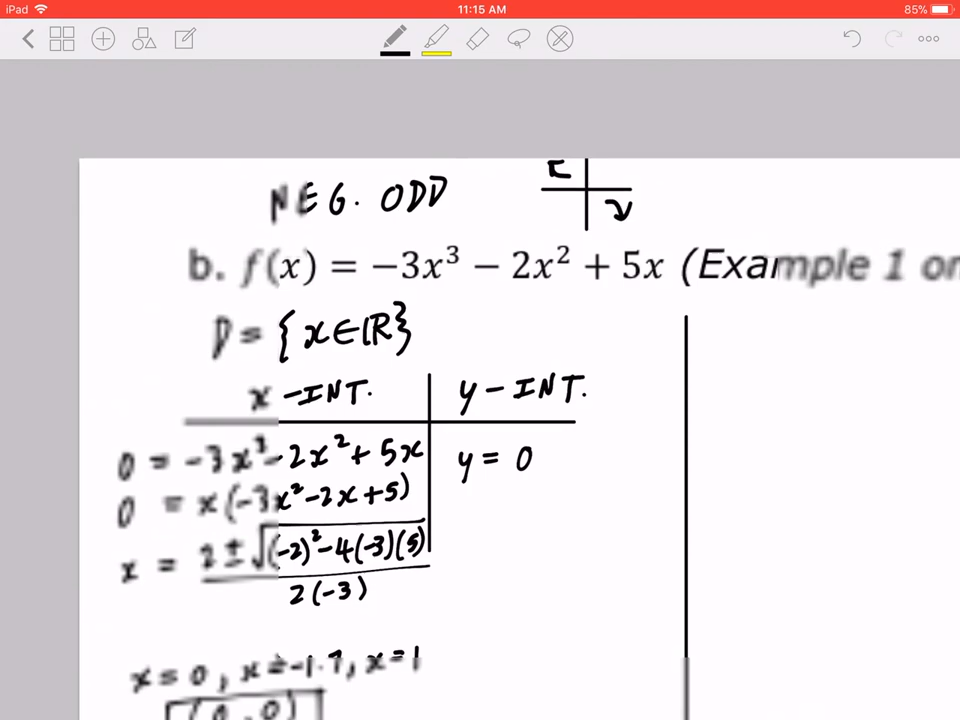 iPad 11:15 AM 85%
NEG. ODD
b. f(x) = −3x³ − 2x² + 5x (Example 1 on
D = {x∈ℝ}
x -INT. y - INT.
0 = -3x³ - 2x² + 5x y = 0
0 = x(-3x² - 2x + 5)
x = 2 ± √(-2)² - 4(-3)(5)
2(-3)
x = 0, x = -1.7, x = 1
(0, 0)